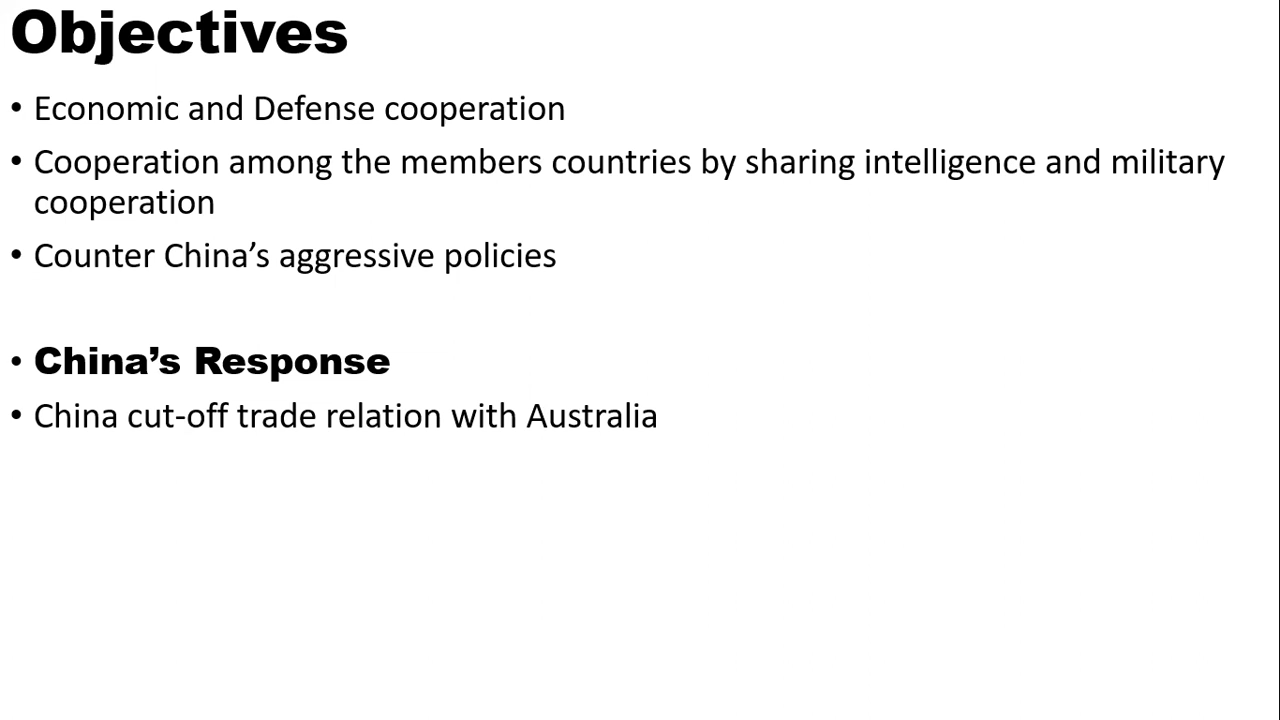 Objectives
• Economic and Defense cooperation
• Cooperation among the members countries by sharing intelligence and military
cooperation
• Counter China’s aggressive policies
• China’s Response
• China cut-off trade relation with Australia